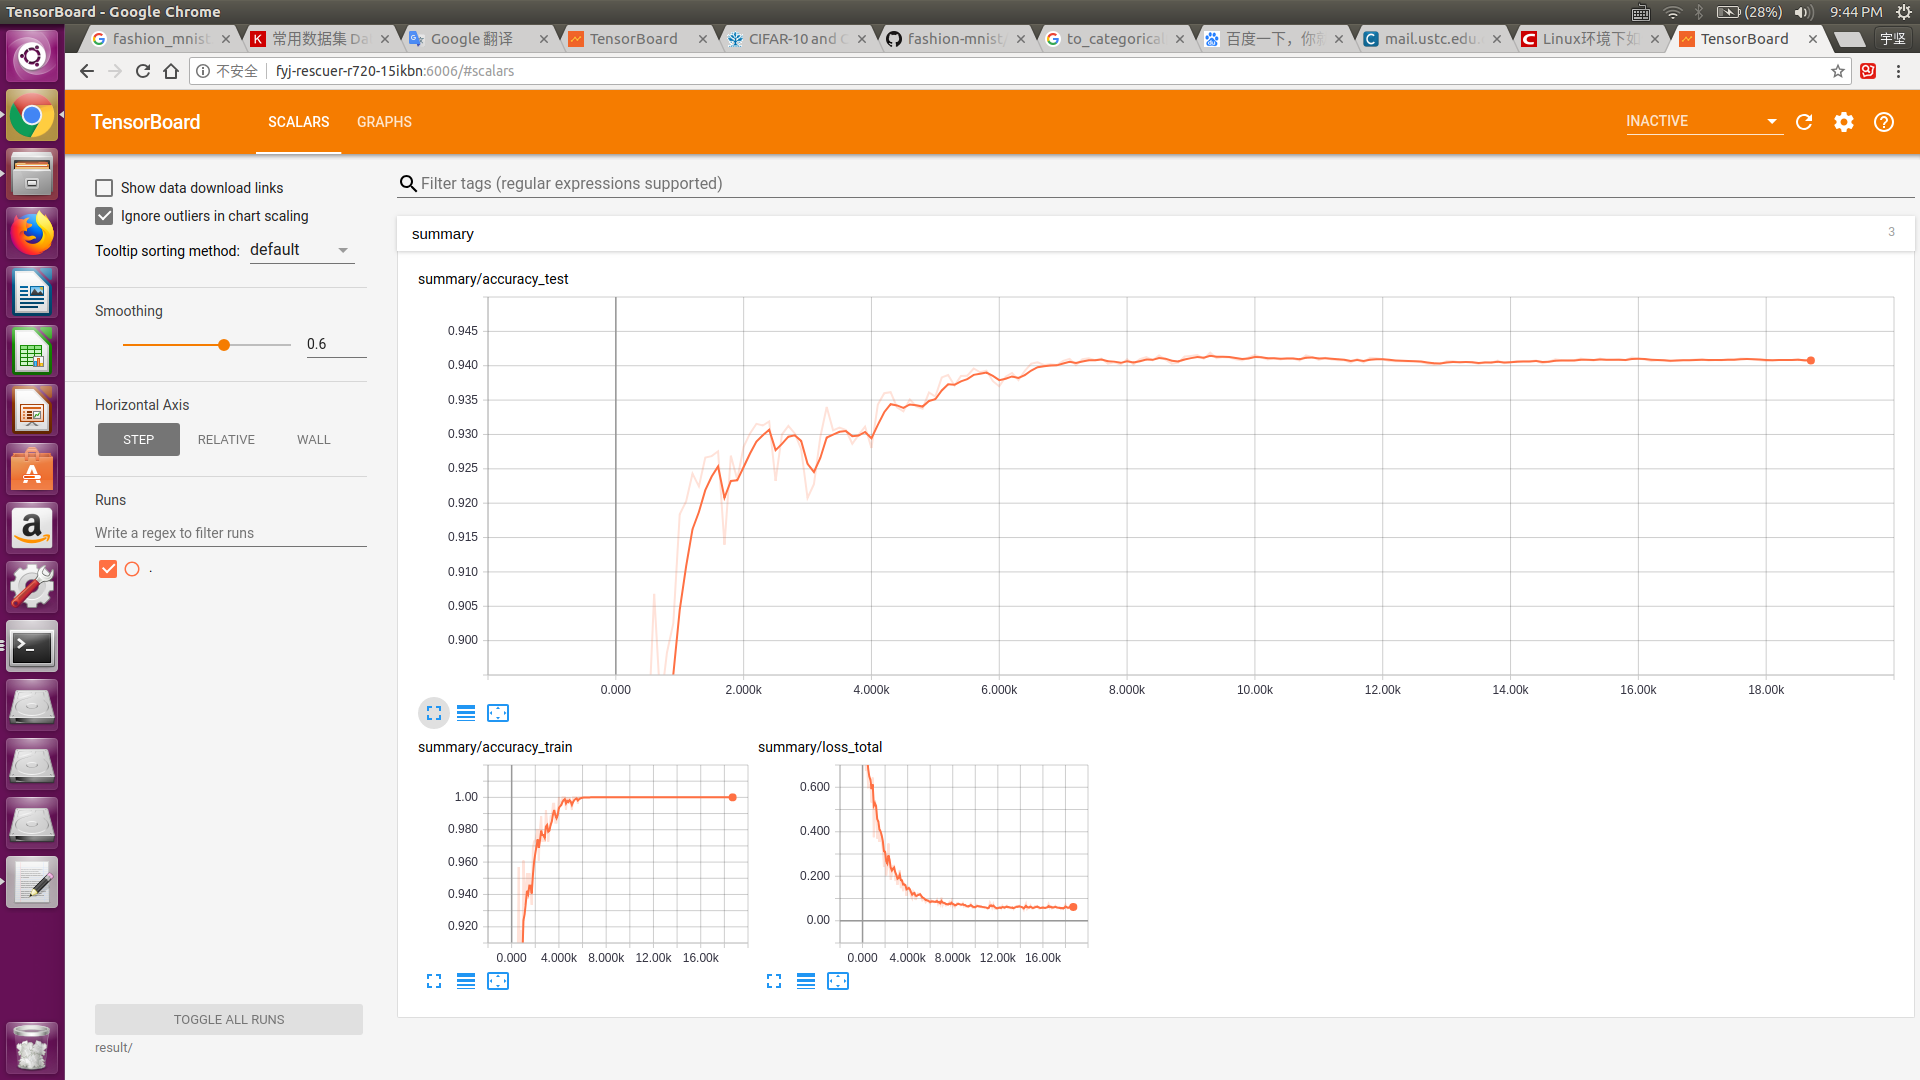 TensorBoard - Google Chrome
(28%)
9:44 PM
fashion_mnist
常用数据集 Da
Google 翻译
TensorBoard
CIFAR-10 and C
fashion-mnist/
to_categorical
百度一下，你
mail.ustc.edu.
Linux环境下如
TensorBoard
宇坚
不安全
fyj-rescuer-r720-15ikbn:6006/#scalars
TensorBoard
SCALARS
GRAPHS
INACTIVE
Show data download links
Ignore outliers in chart scaling
Tooltip sorting method: default
Smoothing
0.6
Horizontal Axis
STEP
RELATIVE
WALL
Runs
Write a regex to filter runs
.
TOGGLE ALL RUNS
result/
Filter tags (regular expressions supported)
summary
3
summary/accuracy_test
0.945
0.940
0.935
0.930
0.925
0.920
0.915
0.910
0.905
0.900
0.000 2.000k 4.000k 6.000k 8.000k 10.00k 12.00k 14.00k 16.00k 18.00k
summary/accuracy_train
1.00
0.980
0.960
0.940
0.920
0.000 4.000k 8.000k 12.00k 16.00k
summary/loss_total
0.600
0.400
0.200
0.00
0.000 4.000k 8.000k 12.00k 16.00k